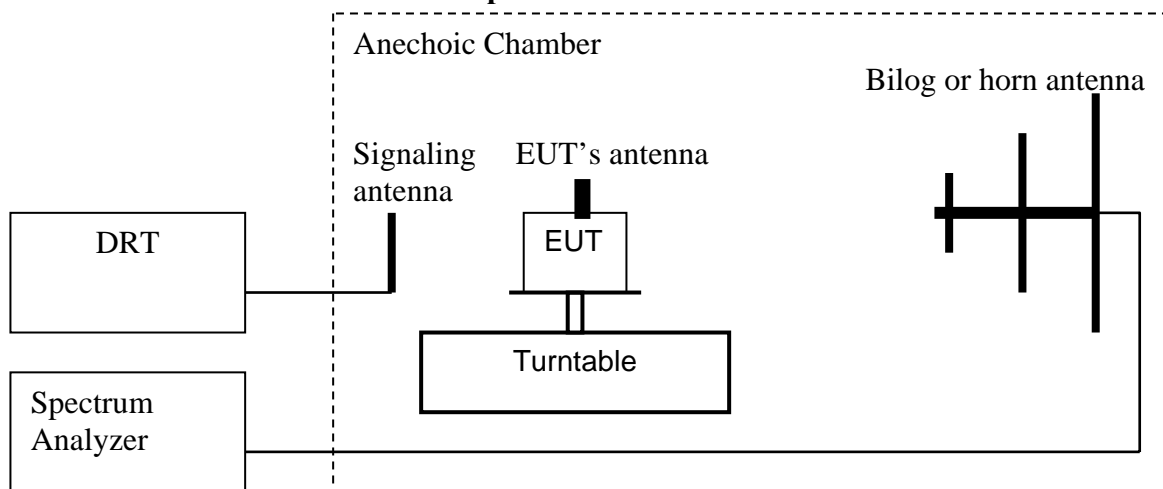 Anechoic Chamber
Bilog or horn antenna
Signaling
antenna
EUT’s antenna
DRT
EUT
Turntable
Spectrum
Analyzer